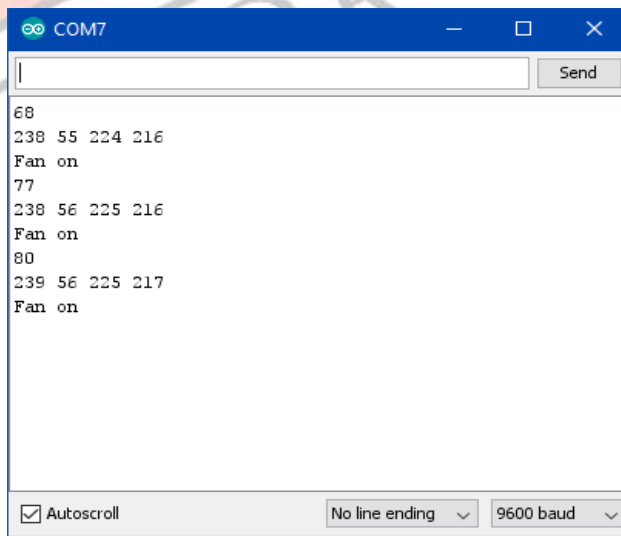 COM7
Send
68
238 55 224 216
Fan on
77
238 56 225 216
Fan on
80
239 56 225 217
Fan on
Autoscroll
No line ending
9600 baud